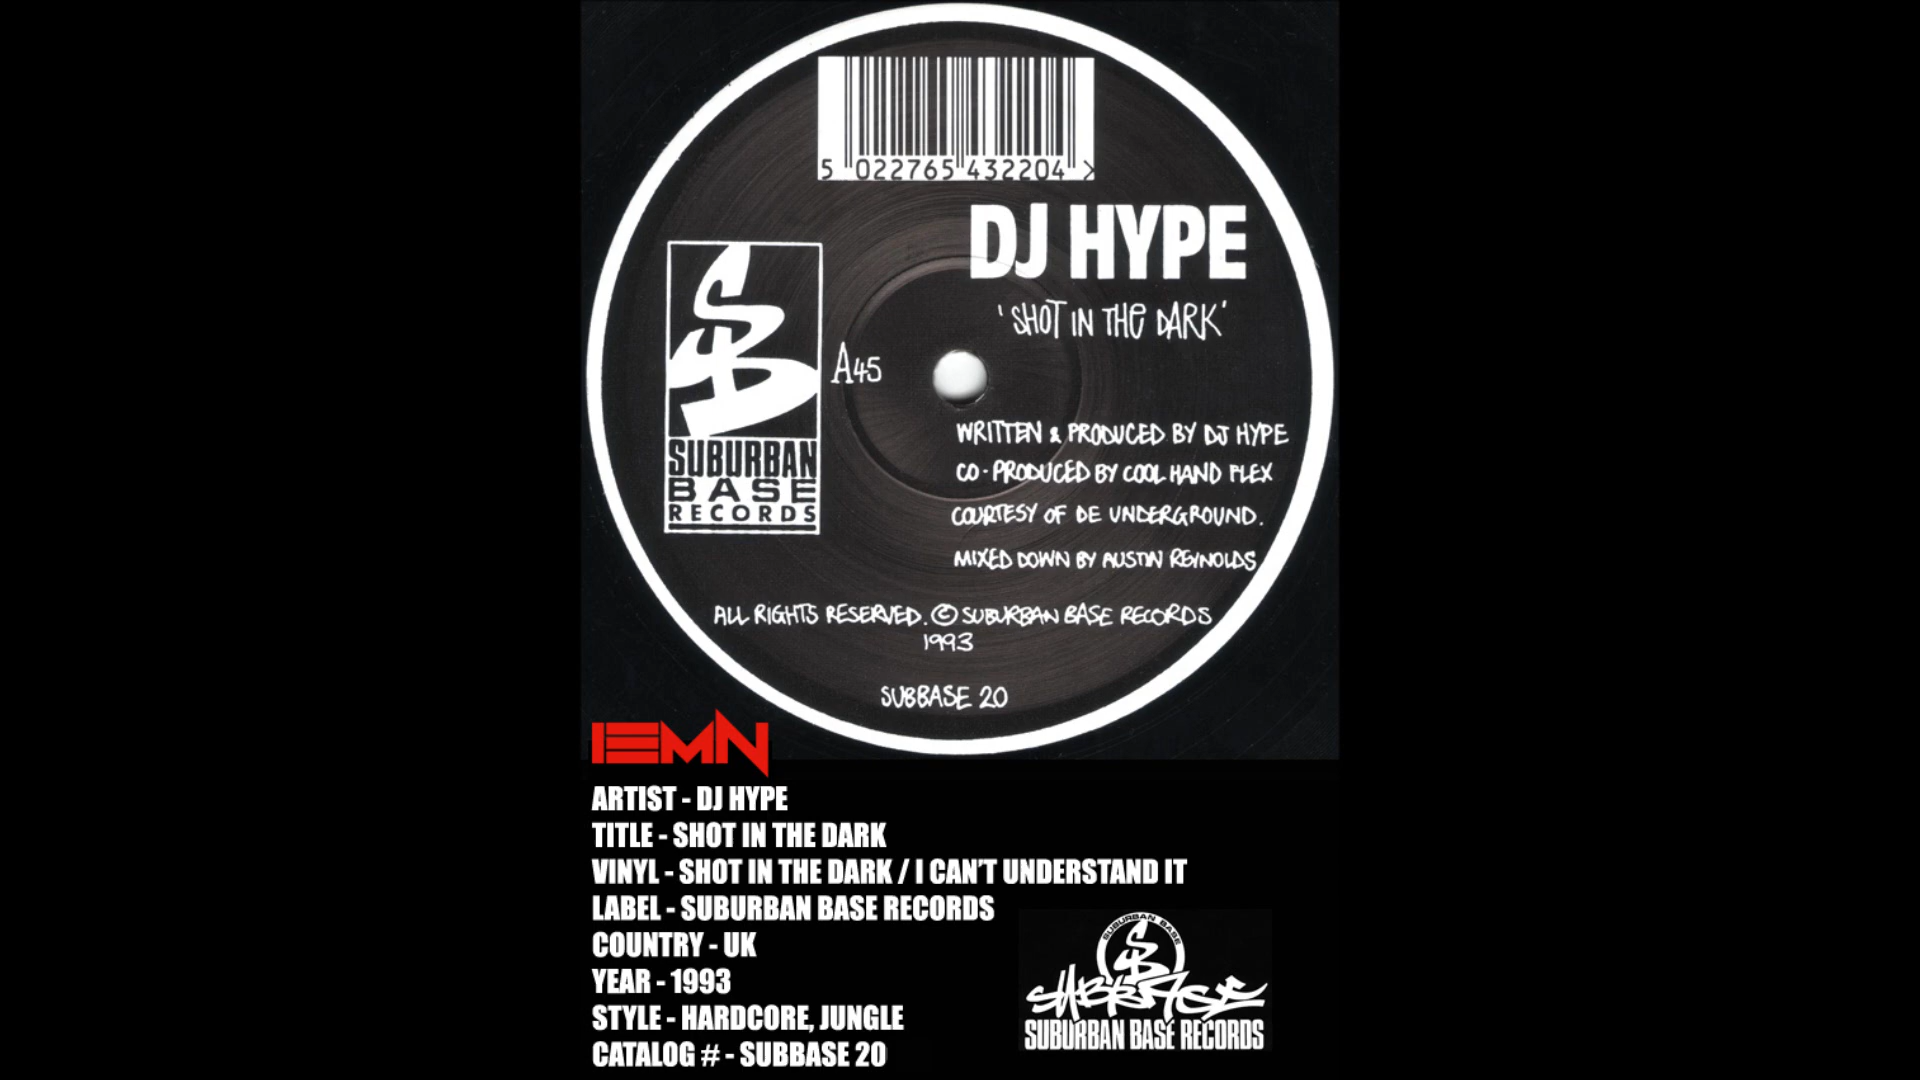 5 022765 432204 >
DJ HYPE
'SHOT IN THE DARK'
A45
SUBURBAN
BASE
RECORDS
WRITTEN & PRODUCED BY DJ HYPE
CO-PRODUCED BY COOL HAND FLEX
COURTESY OF DE UNDERGROUND.
MIXED DOWN BY AUSTIN REYNOLDS
ALL RIGHTS RESERVED. © SUBURBAN BASE RECORDS
1993
SUBBASE 20
IEMN
ARTIST - DJ HYPE
TITLE - SHOT IN THE DARK
VINYL - SHOT IN THE DARK / I CAN'T UNDERSTAND IT
LABEL - SUBURBAN BASE RECORDS
COUNTRY - UK
YEAR - 1993
STYLE - HARDCORE, JUNGLE
CATALOG # - SUBBASE 20
SUBURBAN BASE
SUBBASE
SUBURBAN BASE RECORDS